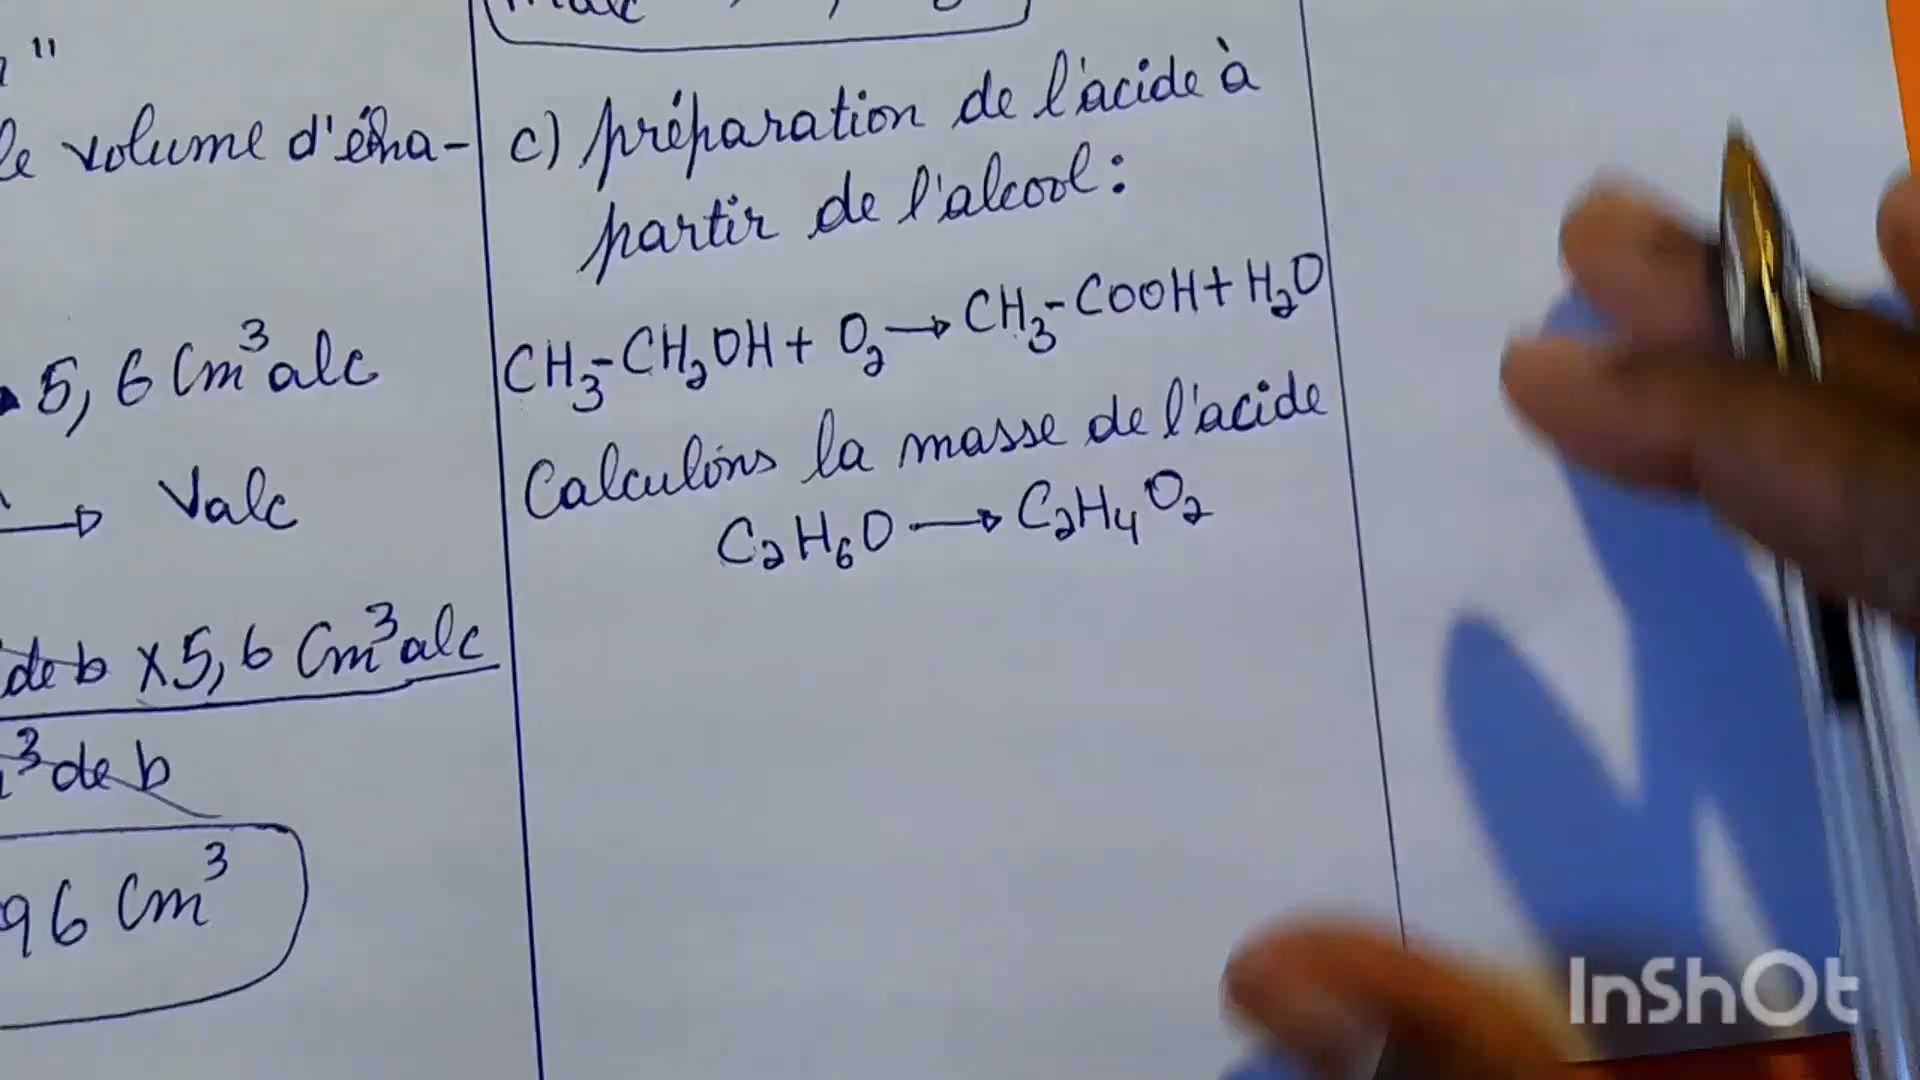 le volume d'étha-
5,6 Cm³ alc
Valc
de b x 5,6 Cm³ alc
³ de b
96 Cm³
c) préparation de l'acide à
partir de l'alcool :
CH₃-CH₂OH + O₂ → CH₃-COOH + H₂O
Calculons la masse de l'acide
C₂H₆O → C₂H₄O₂
InShOt